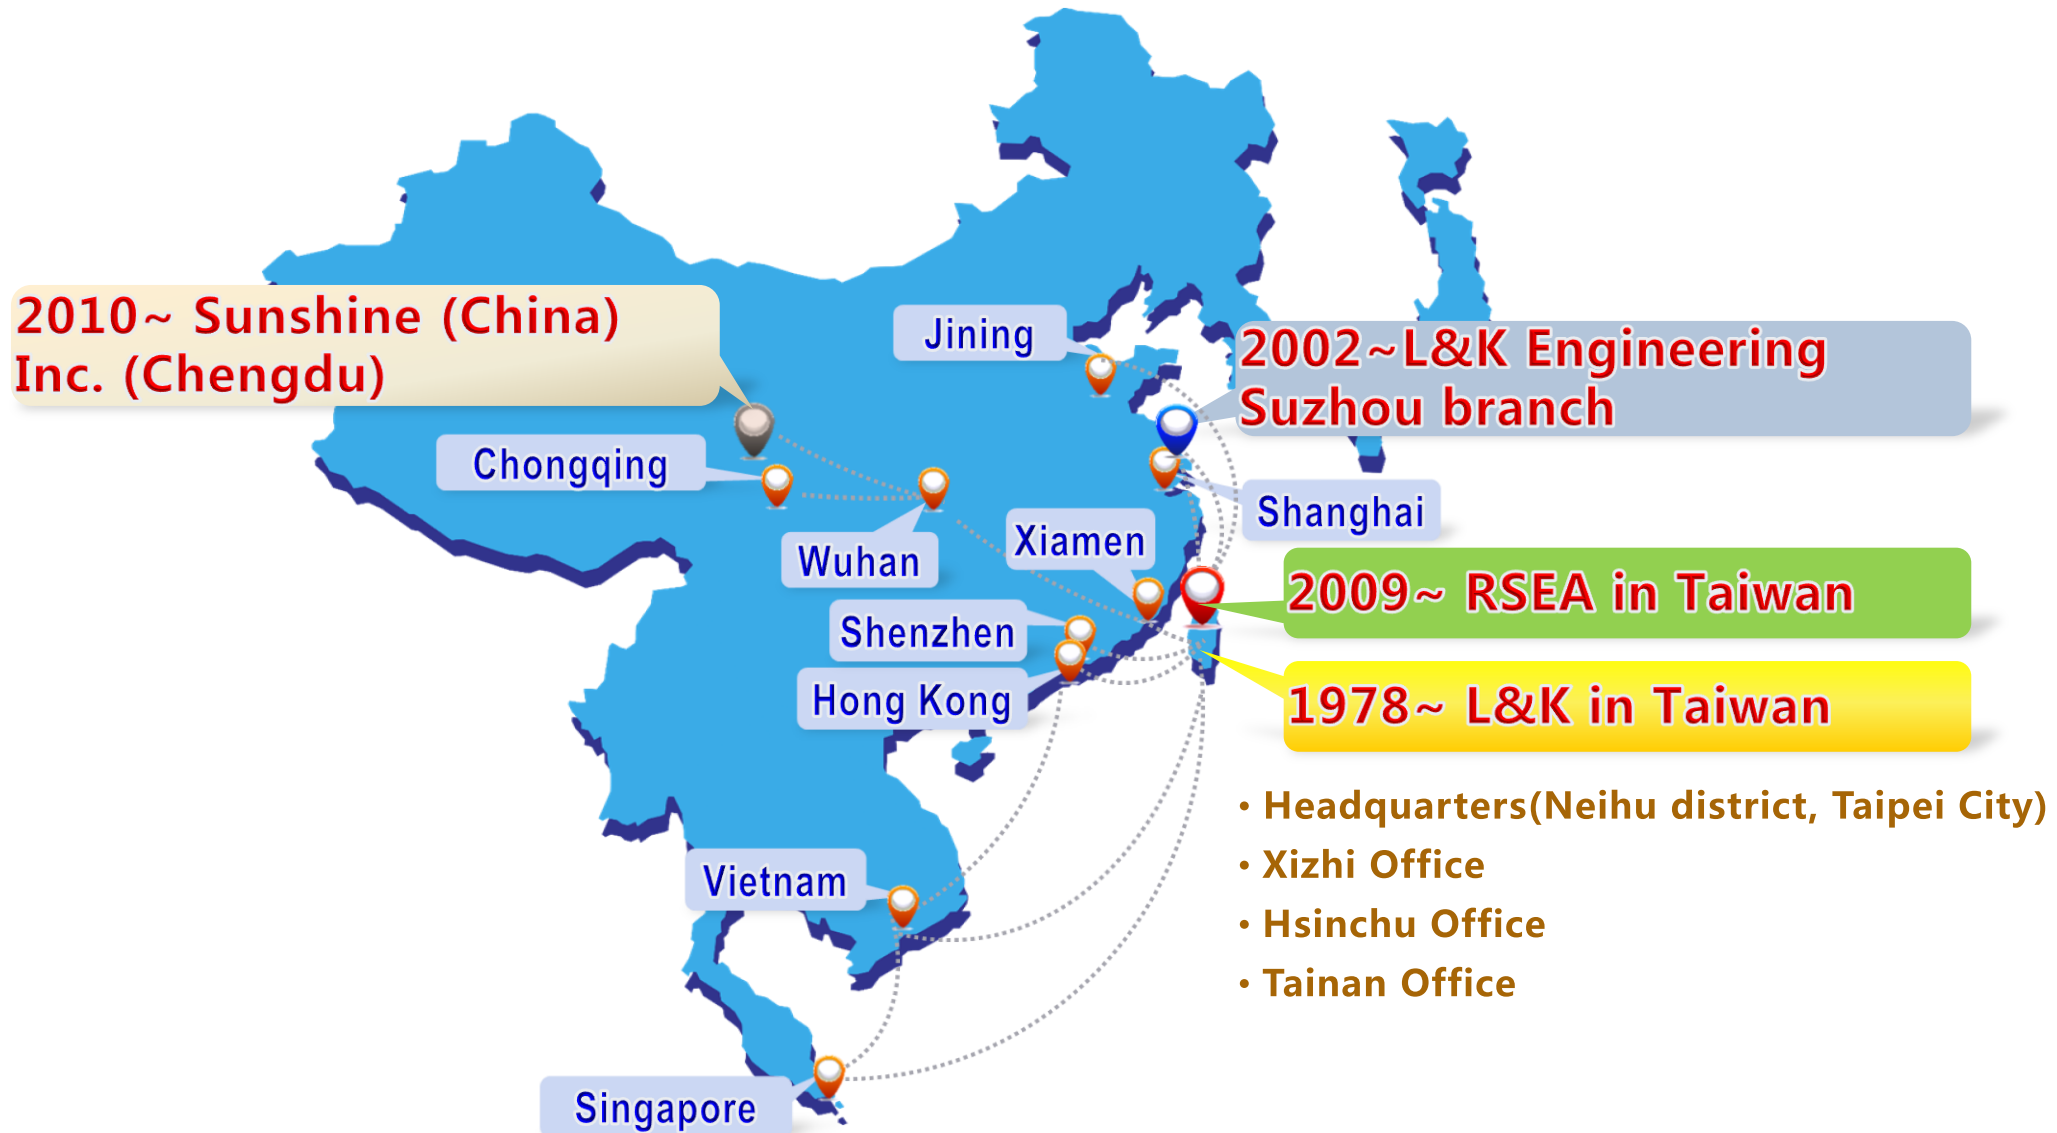 2010~ Sunshine (China)
Inc. (Chengdu)
Jining
2002~L&K Engineering
Suzhou branch
Chongqing
Shanghai
Wuhan
Xiamen
2009~ RSEA in Taiwan
Shenzhen
Hong Kong
1978~ L&K in Taiwan
• Headquarters(Neihu district, Taipei City)
• Xizhi Office
• Hsinchu Office
• Tainan Office
Vietnam
Singapore